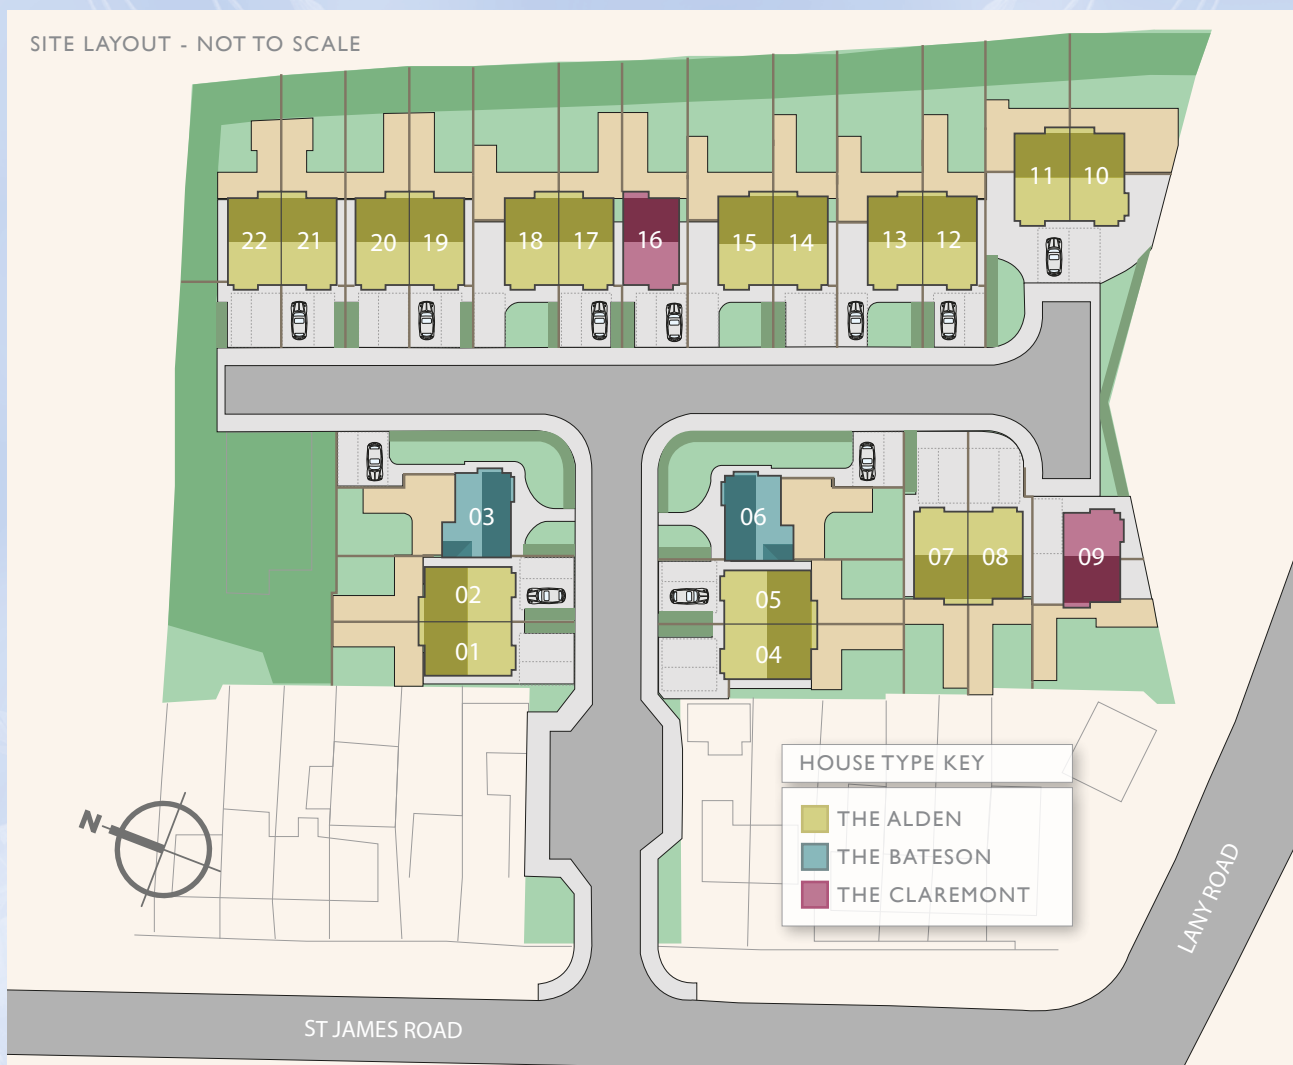 SITE LAYOUT - NOT TO SCALE
11 10
22 21 20 19 18 17 16 15 14 13 12
03 06
07 08 09
02 05
01 04
HOUSE TYPE KEY
THE ALDEN
THE BATESON
THE CLAREMONT
N
LANY ROAD
ST JAMES ROAD